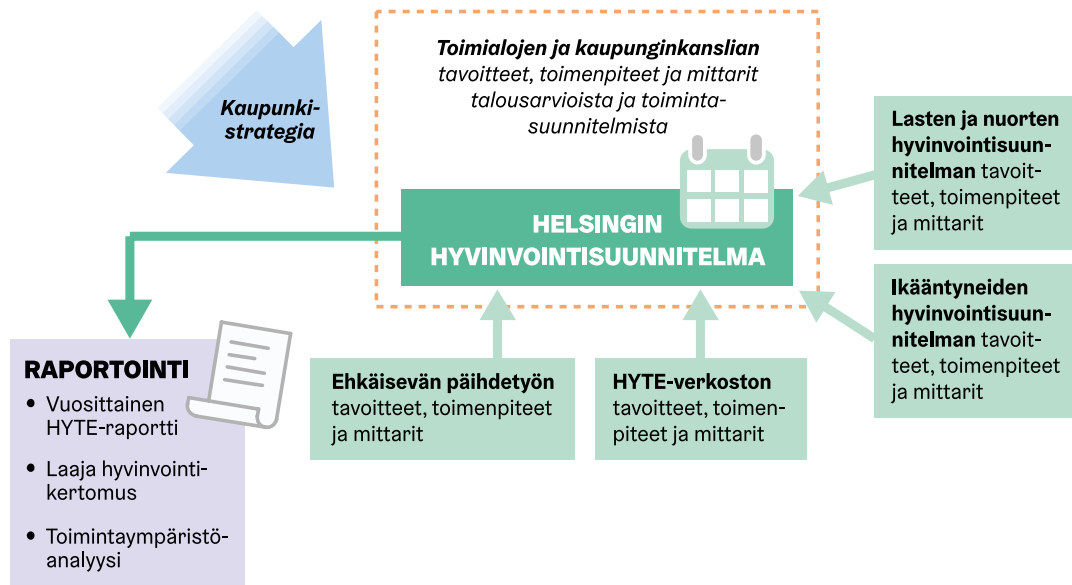 Kaupunki-
strategia
Toimialojen ja kaupunginkanslian
tavoitteet, toimenpiteet ja mittarit
talousarvioista ja toiminta-
suunnitelmista
HELSINGIN
HYVINVOINTISUUNNITELMA
Lasten ja nuorten
hyvinvointisuun-
nitelman tavoit-
teet, toimenpiteet
ja mittarit
Ikääntyneiden
hyvinvointisuun-
nitelman tavoit-
teet, toimenpiteet
ja mittarit
Ehkäisevän päihdetyön
tavoitteet, toimenpiteet
ja mittarit
HYTE-verkoston
tavoitteet, toimen-
piteet ja mittarit
RAPORTOINTI
• Vuosittainen
HYTE-raportti
• Laaja hyvinvointi-
kertomus
• Toimintaympäristö-
analyysi